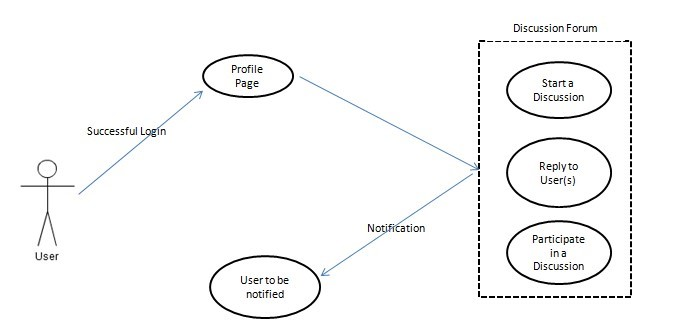 Discussion Forum
Profile
Page
Start a
Discussion
Successful Login
Reply to
User(s)
Notification
User
Participate
in a
Discussion
User to be
notified